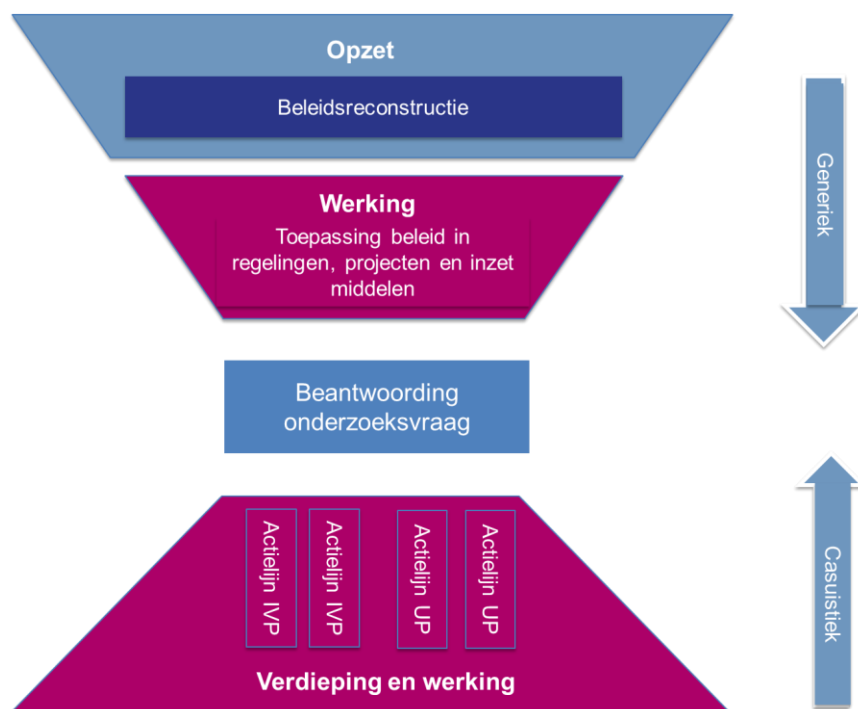 Opzet
Beleidsreconstructie
Generiek
Werking
Toepassing beleid in
regelingen, projecten en inzet
middelen
Beantwoording
onderzoeksvraag
Actielijn IVP
Actielijn IVP
Actielijn UP
Actielijn UP
Casuistiek
Verdieping en werking